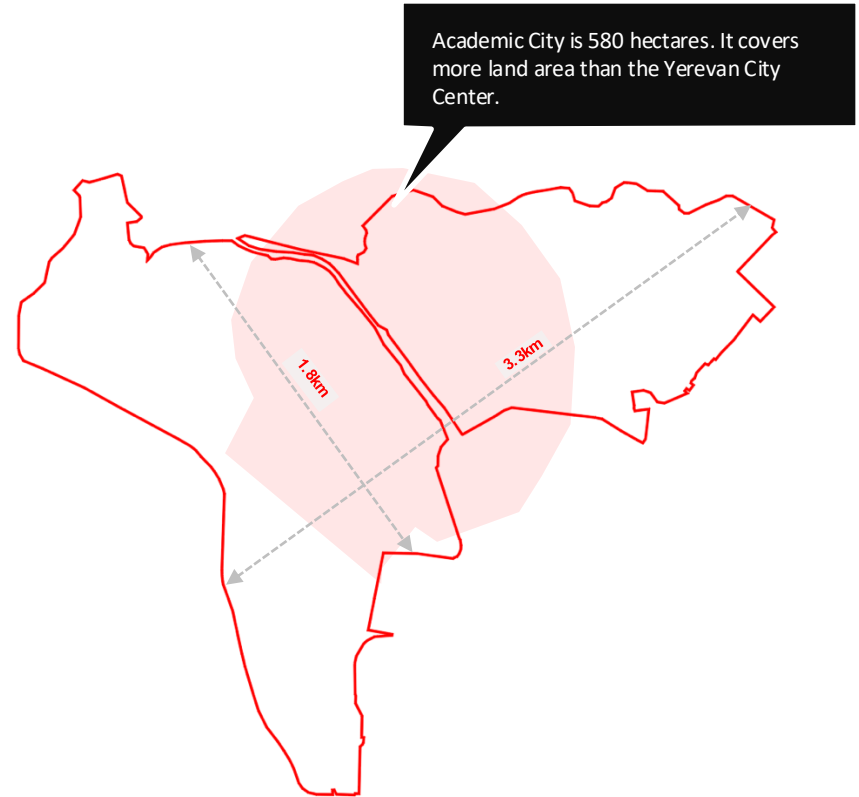 Academic City is 580 hectares. It covers
more land area than the Yerevan City
Center.
1.8km
3.3km